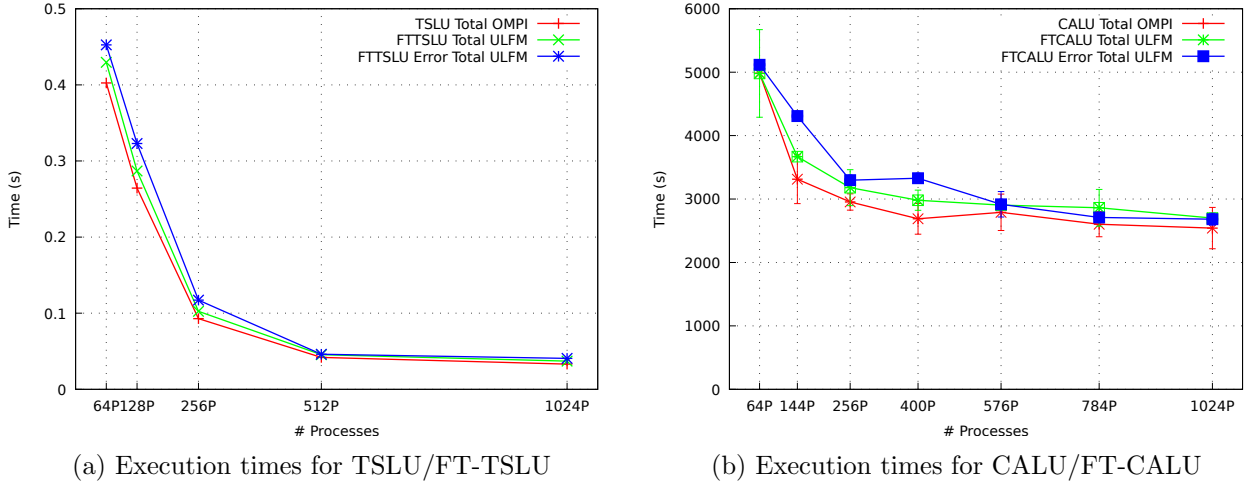 0.5
0.4
0.3
0.2
0.1
0
Time (s)
TSLU Total OMPI
FTTSLU Total ULFM
FTTSLU Error Total ULFM
64P 128P 256P 512P 1024P
# Processes
(a) Execution times for TSLU/FT-TSLU
6000
5000
4000
3000
2000
1000
0
Time (s)
CALU Total OMPI
FTCALU Total ULFM
FTCALU Error Total ULFM
64P 144P 256P 400P 576P 784P 1024P
# Processes
(b) Execution times for CALU/FT-CALU